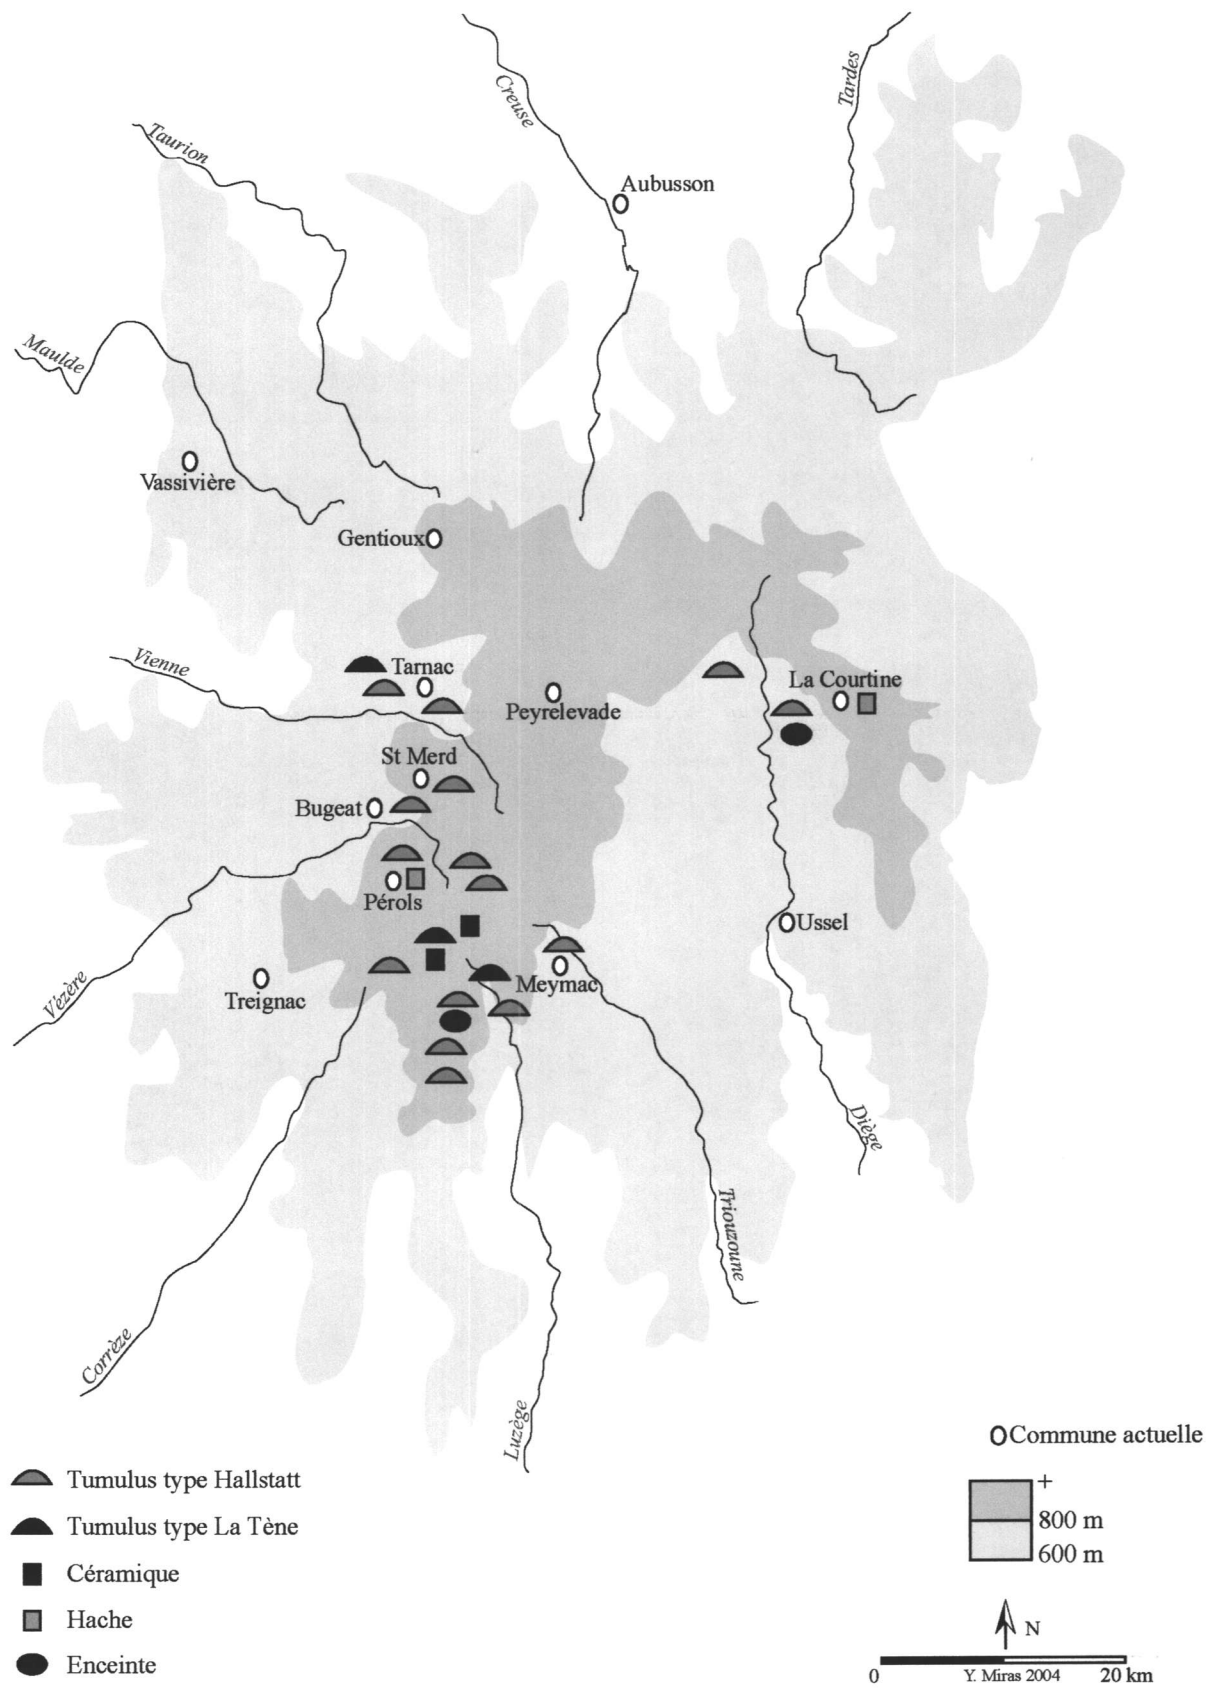 Creuse
Tardes
Taurion
Aubusson
Maulde
Vassivière
Gentioux
Vienne
Tarnac
La Courtine
Peyrelevade
St Merd
Bugeat
Pérols
Ussel
Vézère
Treignac
Meymac
Diège
Triouzoune
Corrèze
Luzège
Commune actuelle
Tumulus type Hallstatt
+
Tumulus type La Tène
800 m
600 m
Céramique
Hache
N
Enceinte
0 Y. Miras 2004 20 km